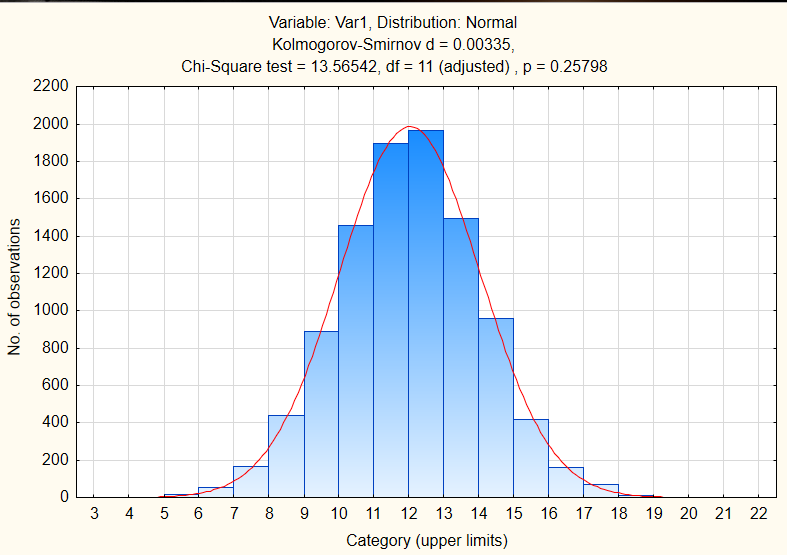 Variable: Var1, Distribution: Normal
Kolmogorov-Smirnov d = 0.00335,
Chi-Square test = 13.56542, df = 11 (adjusted) , p = 0.25798
2200
2000
1800
1600
1400
1200
1000
800
600
400
200
0
No. of observations
3 4 5 6 7 8 9 10 11 12 13 14 15 16 17 18 19 20 21 22
Category (upper limits)